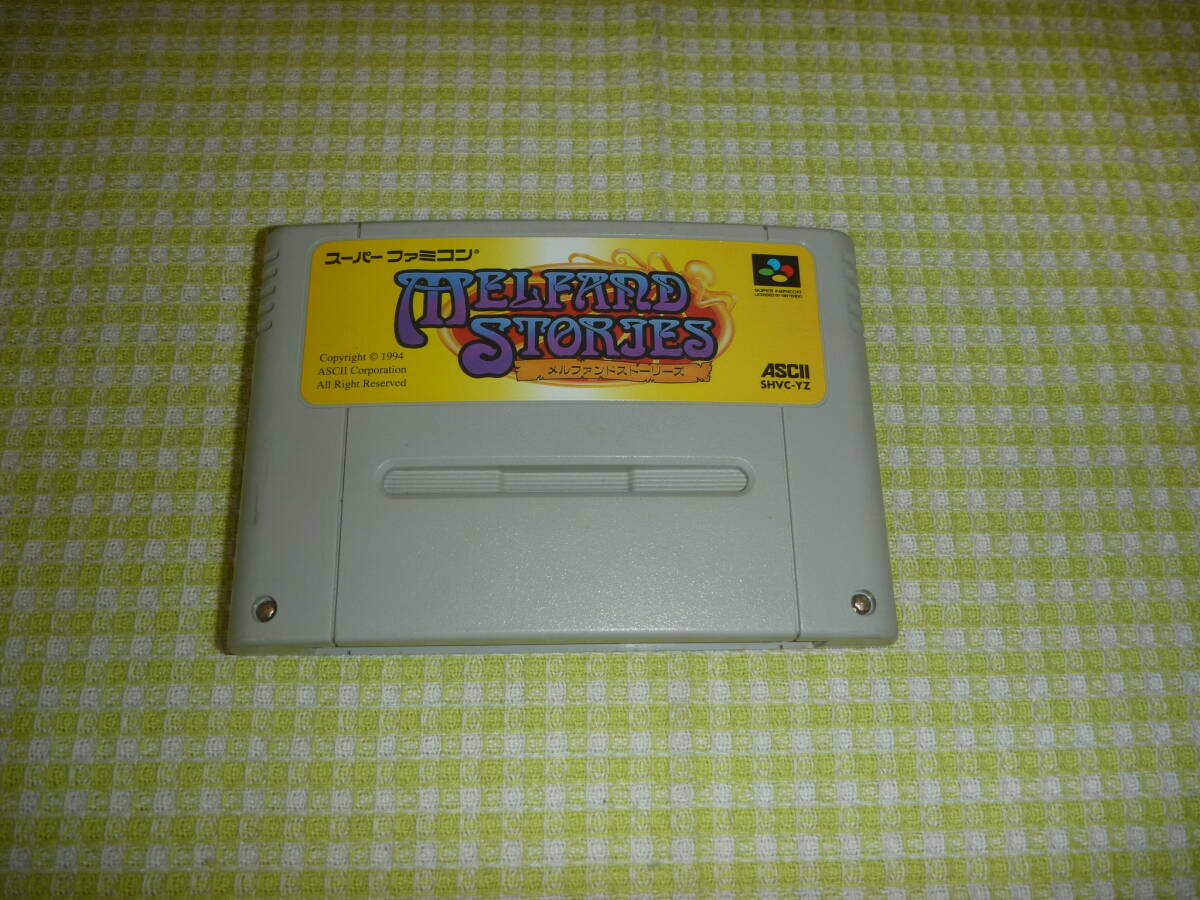 スーパー ファミコン®
MELFAND
STORIES
メルファンドストーリーズ
Copyright © 1994
ASCII Corporation
All Right Reserved
SUPER FAMICOM
LICENSED BY NINTENDO
ASCII
SHVC-YZ